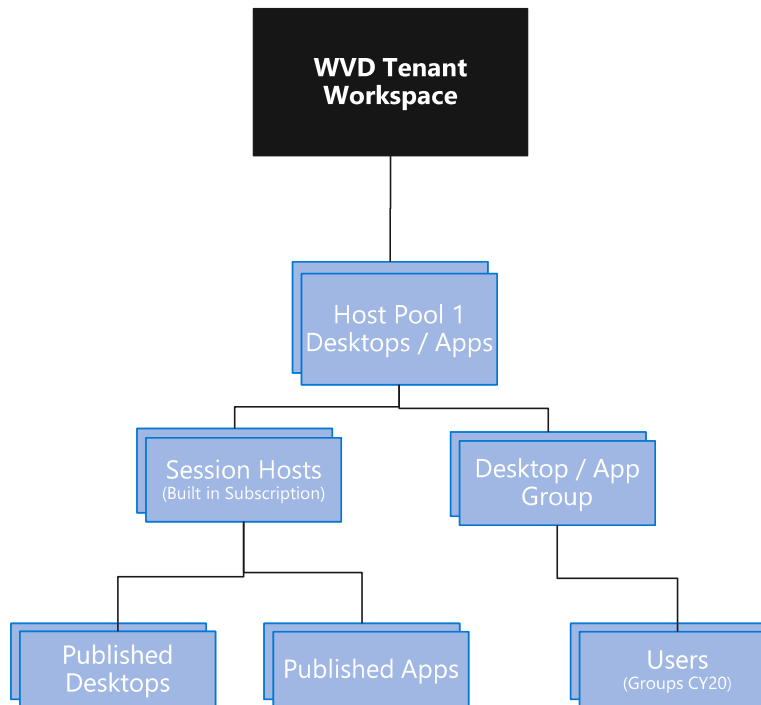 WVD Tenant
Workspace
Host Pool 1
Desktops / Apps
Session Hosts
(Built in Subscription)
Desktop / App
Group
Published
Desktops
Published Apps
Users
(Groups CY20)